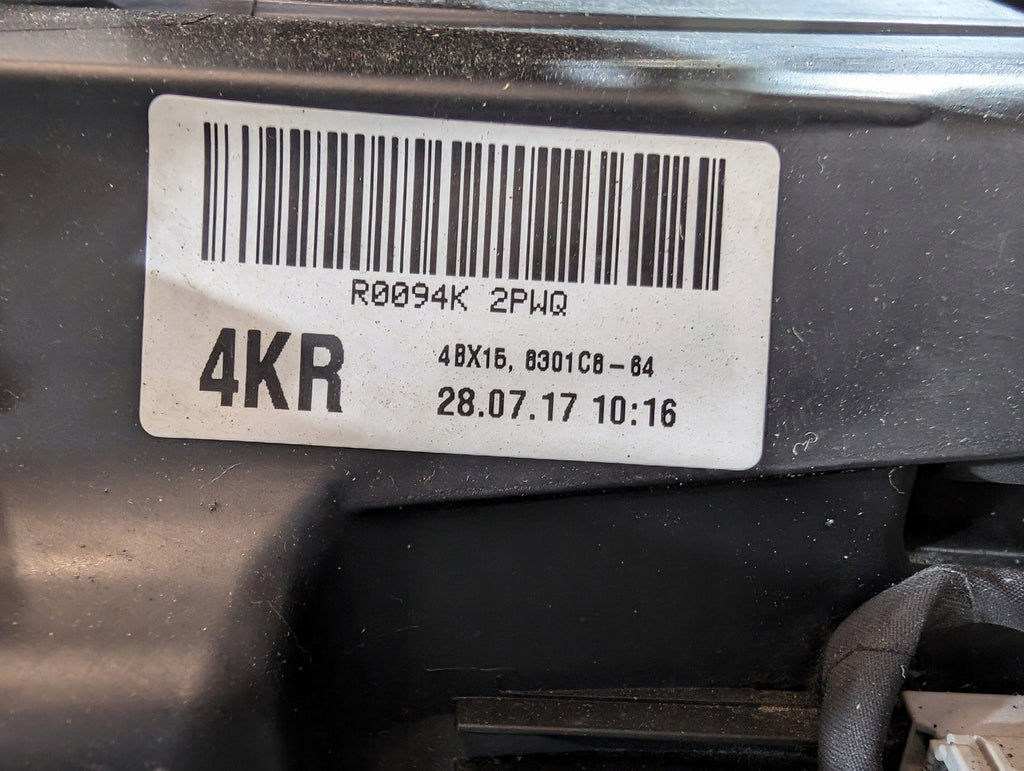 R0094K 2PWQ
4KR
4BX15, 8301C8-64
28.07.17 10:16